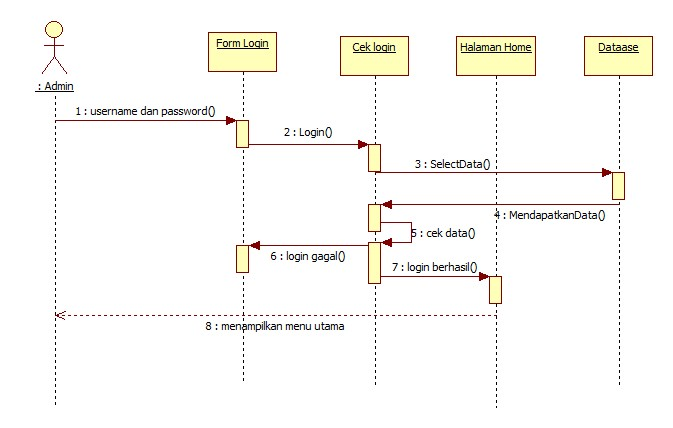 Form Login
Cek login
Halaman Home
Dataase
: Admin
1 : username dan password()
2 : Login()
3 : SelectData()
4 : MendapatkanData()
5 : cek data()
6 : login gagal()
7 : login berhasil()
8 : menampilkan menu utama